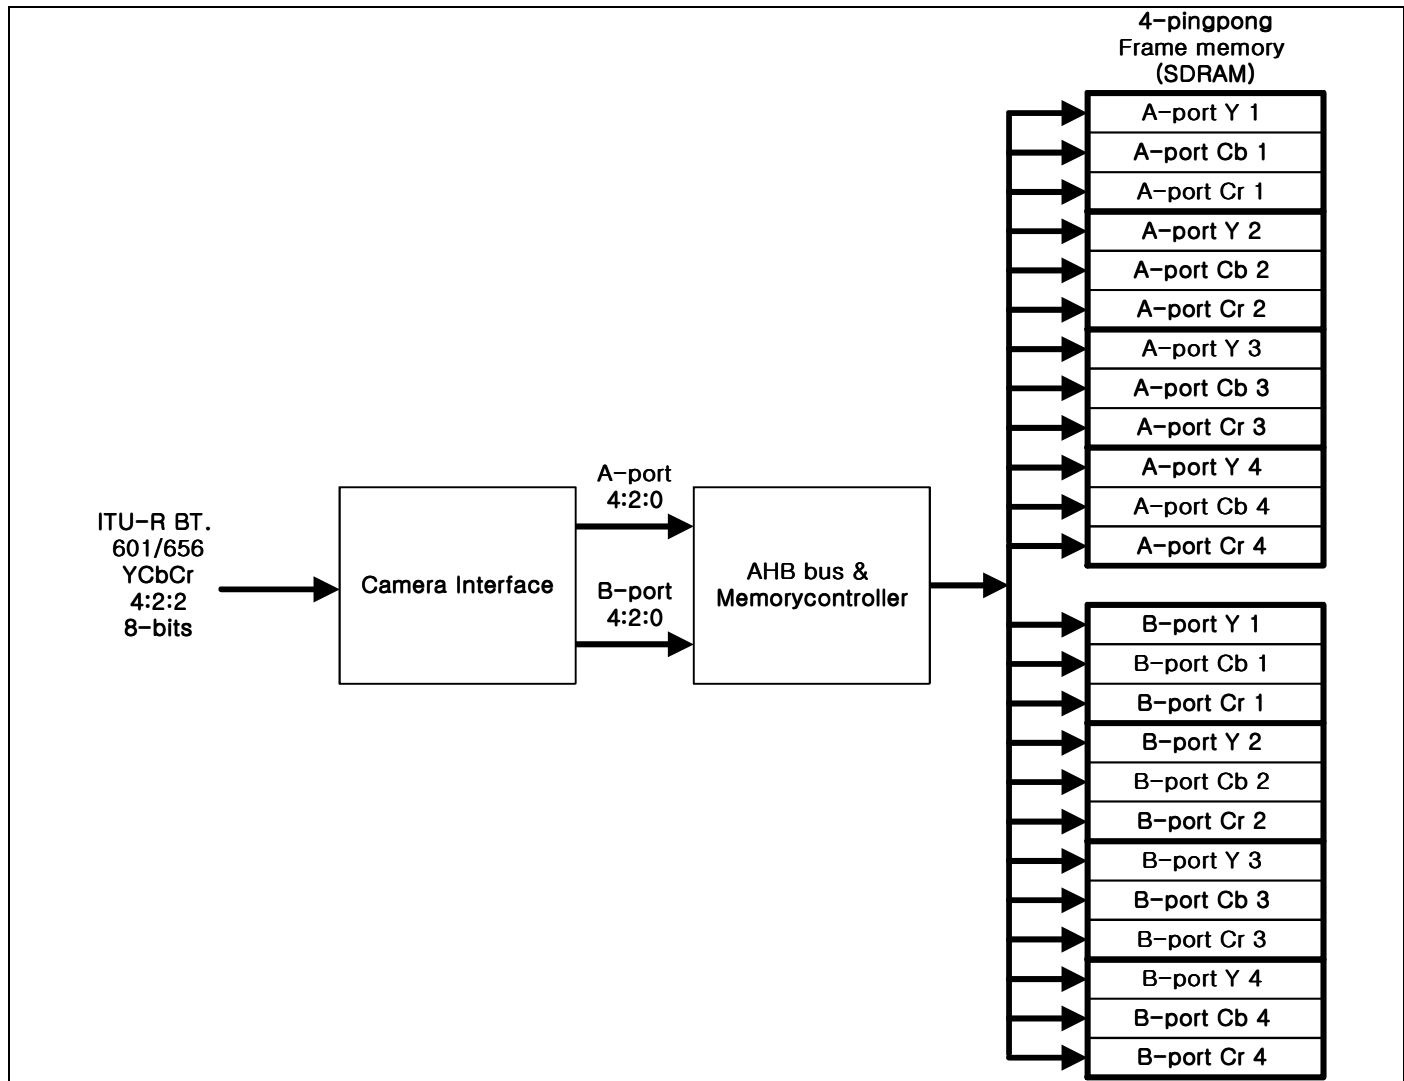 4-pingpong
Frame memory
(SDRAM)
A-port Y 1
A-port Cb 1
A-port Cr 1
A-port Y 2
A-port Cb 2
A-port Cr 2
A-port Y 3
A-port Cb 3
A-port Cr 3
A-port Y 4
A-port Cb 4
A-port Cr 4
ITU-R BT.
601/656
YCbCr
4:2:2
8-bits
Camera Interface
A-port
4:2:0
B-port
4:2:0
AHB bus &
Memorycontroller
B-port Y 1
B-port Cb 1
B-port Cr 1
B-port Y 2
B-port Cb 2
B-port Cr 2
B-port Y 3
B-port Cb 3
B-port Cr 3
B-port Y 4
B-port Cb 4
B-port Cr 4